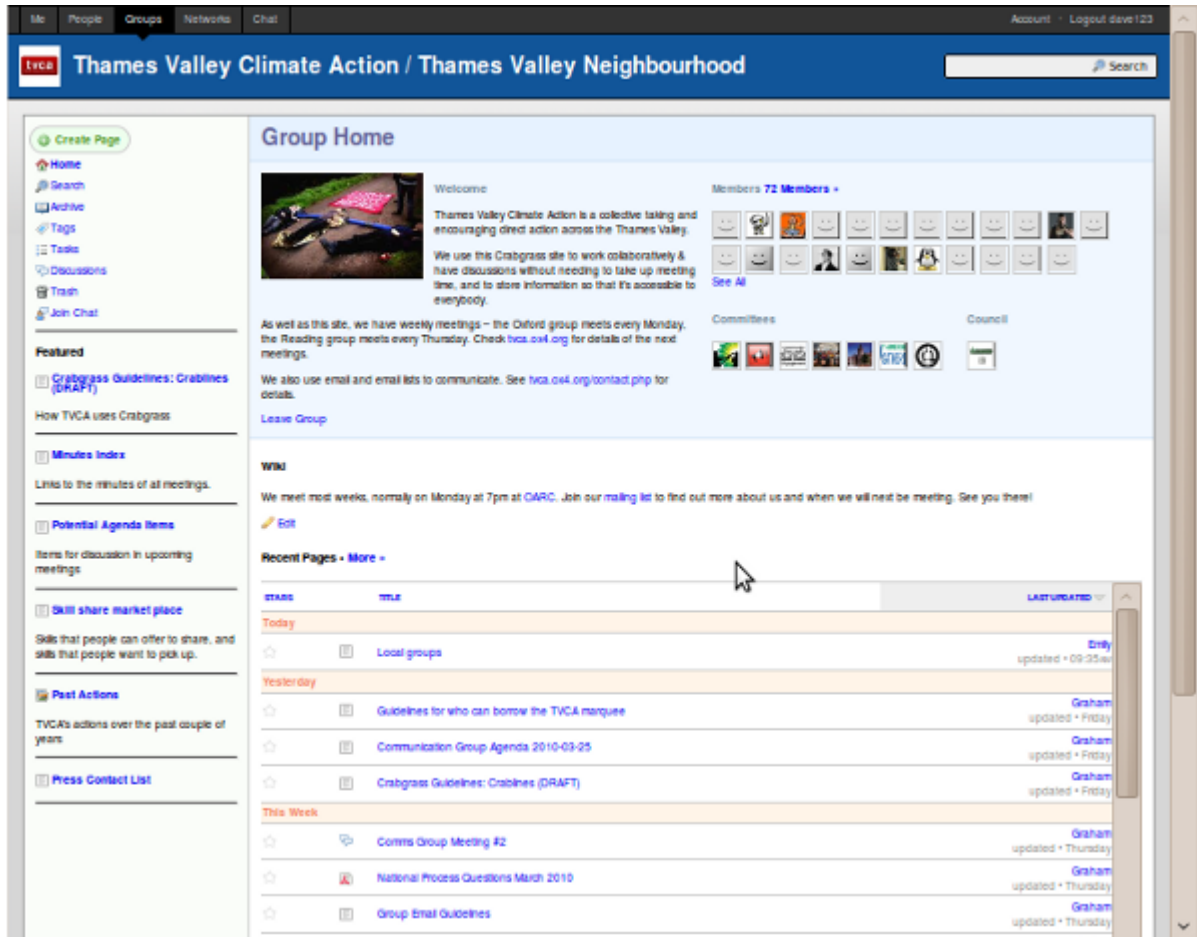 Me People Groups Networks Chat Account · Logout dave123
tvca Thames Valley Climate Action / Thames Valley Neighbourhood Search
Create Page
Home
Search
Archive
Tags
Tasks
Discussions
Trash
Join Chat
Featured
Crabgrass Guidelines: Crablines
(DRAFT)
How TVCA uses Crabgrass
Minutes Index
Links to the minutes of all meetings.
Potential Agenda Items
Items for discussion in upcoming
meetings
Skill share market place
Skills that people can offer to share, and
skills that people want to pick up.
Past Actions
TVCA's actions over the past couple of
years
Press Contact List
Group Home
Welcome
Thames Valley Climate Action is a collective taking and
encouraging direct action across the Thames Valley.
We use this Crabgrass site to work collaboratively &
have discussions without needing to take up meeting
time, and to store information so that it's accessible to
everybody.
As well as this site, we have weekly meetings – the Oxford group meets every Monday,
the Reading group meets every Thursday. Check tvca.ox4.org for details of the next
meetings.
We also use email and email lists to communicate. See tvca.ox4.org/contact.php for
details.
Leave Group
Members 72 Members »
See All
Committees Council
Wiki
We meet most weeks, normally on Monday at 7pm at OARC. Join our mailing list to find out more about us and when we will next be meeting. See you there!
Edit
Recent Pages • More »
STARS TITLE LAST UPDATED
Today
Local groups Emily
updated • 09:35AM
Yesterday
Guidelines for who can borrow the TVCA marquee Graham
updated • Friday
Communication Group Agenda 2010-03-25 Graham
updated • Friday
Crabgrass Guidelines: Crablines (DRAFT) Graham
updated • Friday
This Week
Comms Group Meeting #2 Graham
updated • Thursday
National Process Questions March 2010 Graham
updated • Thursday
Group Email Guidelines Graham
updated • Thursday